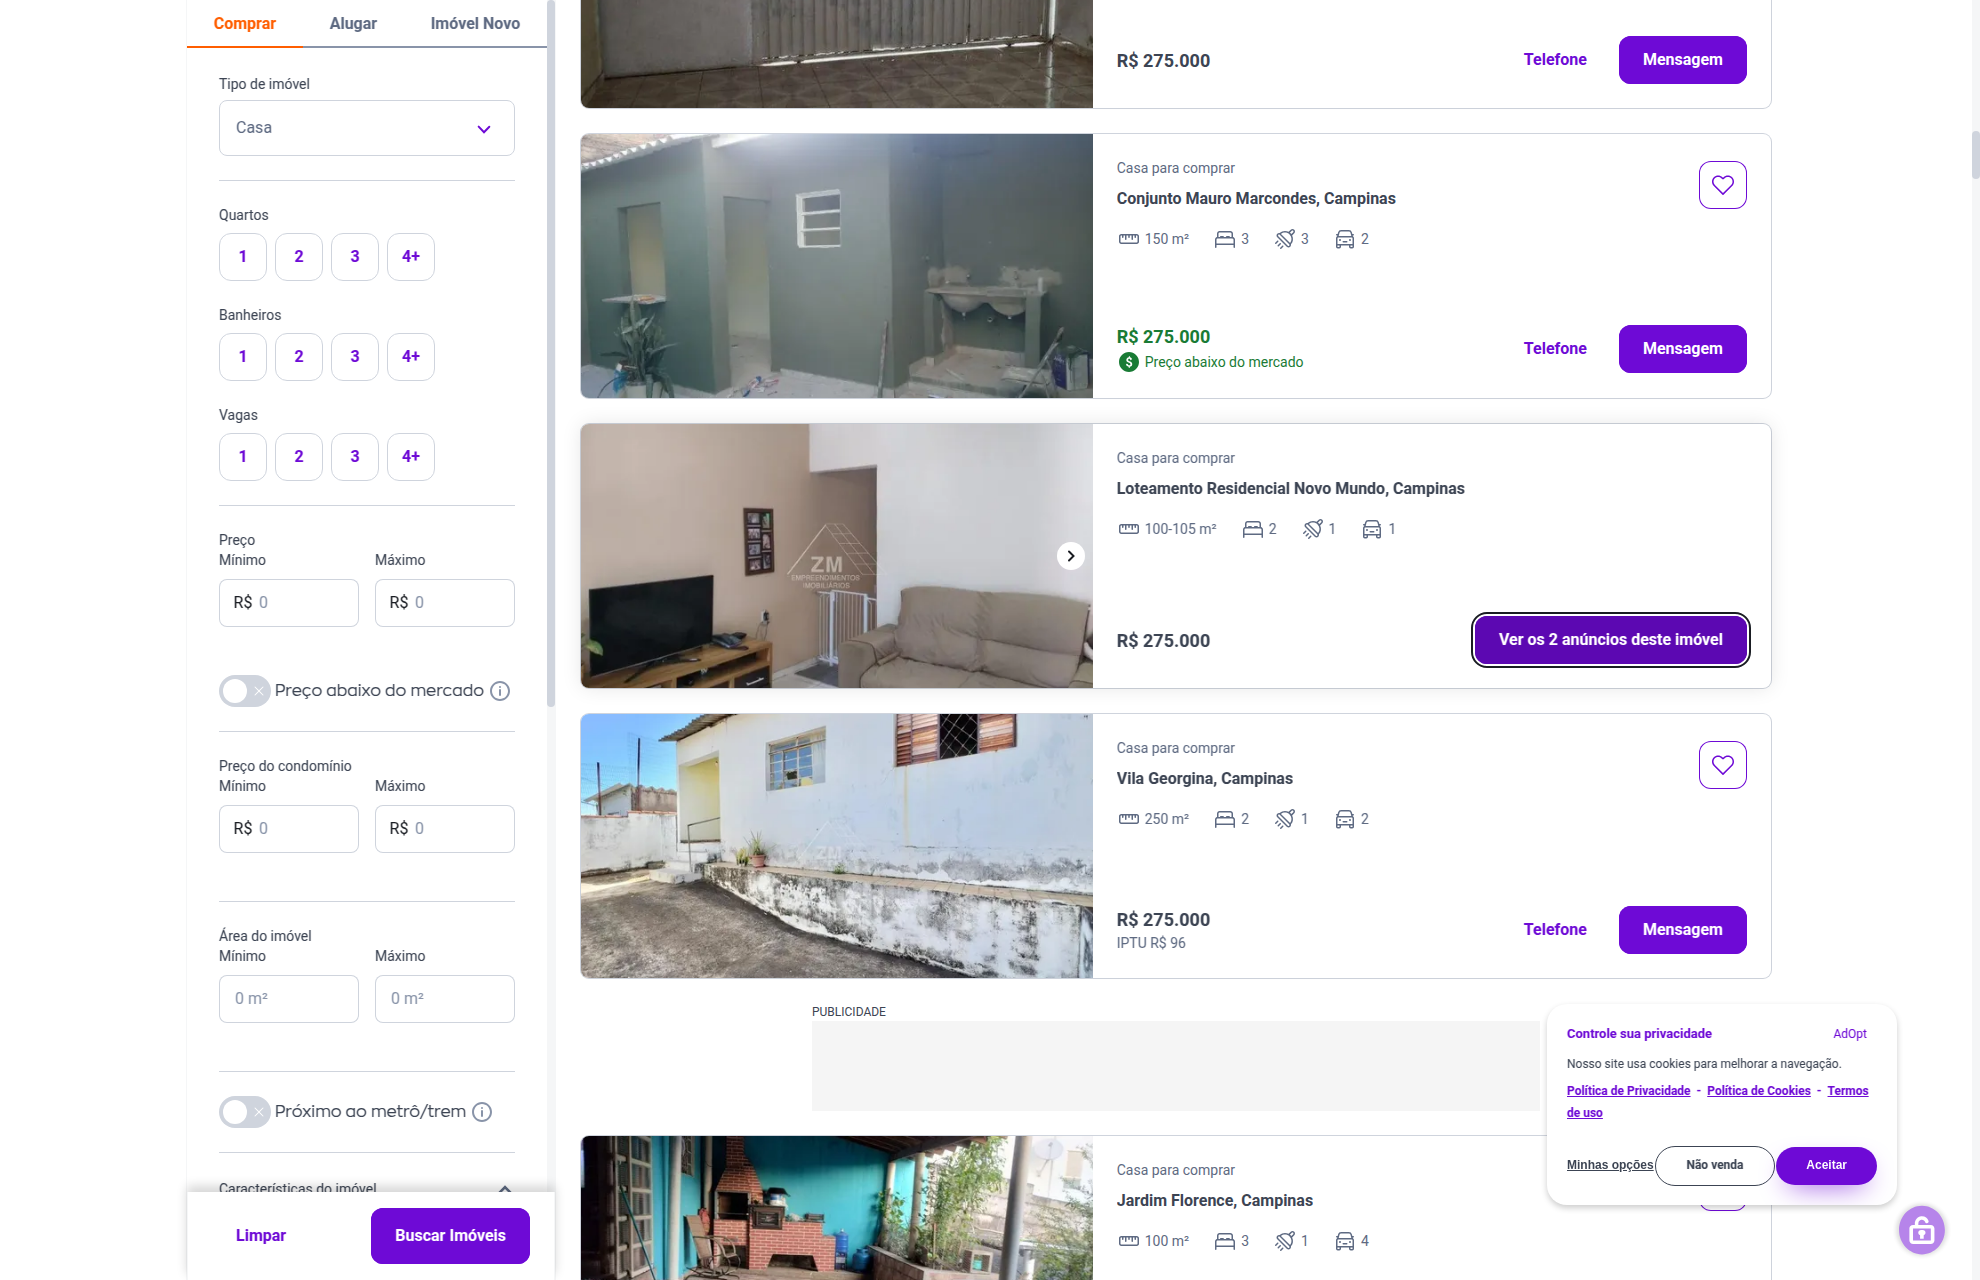 Comprar
Alugar
Imóvel Novo
Tipo de imóvel
Casa
Quartos
1
2
3
4+
Banheiros
1
2
3
4+
Vagas
1
2
3
4+
Preço
Mínimo
Máximo
R$ 0
R$ 0
Preço abaixo do mercado
Preço do condomínio
Mínimo
Máximo
R$ 0
R$ 0
Área do imóvel
Mínimo
Máximo
0 m²
0 m²
Próximo ao metrô/trem
Características do imóvel
Limpar
Buscar Imóveis
R$ 275.000
Telefone
Mensagem
Casa para comprar
Conjunto Mauro Marcondes, Campinas
150 m²
3
3
2
R$ 275.000
Preço abaixo do mercado
Telefone
Mensagem
ZM
EMPREENDIMENTOS
IMOBILIÁRIOS
Casa para comprar
Loteamento Residencial Novo Mundo, Campinas
100-105 m²
2
1
1
R$ 275.000
Ver os 2 anúncios deste imóvel
ZM
Casa para comprar
Vila Georgina, Campinas
250 m²
2
1
2
R$ 275.000
IPTU R$ 96
Telefone
Mensagem
PUBLICIDADE
Casa para comprar
Jardim Florence, Campinas
100 m²
3
1
4
Controle sua privacidade
AdOpt
Nosso site usa cookies para melhorar a navegação.
Política de Privacidade - Política de Cookies - Termos
de uso
Minhas opções
Não venda
Aceitar